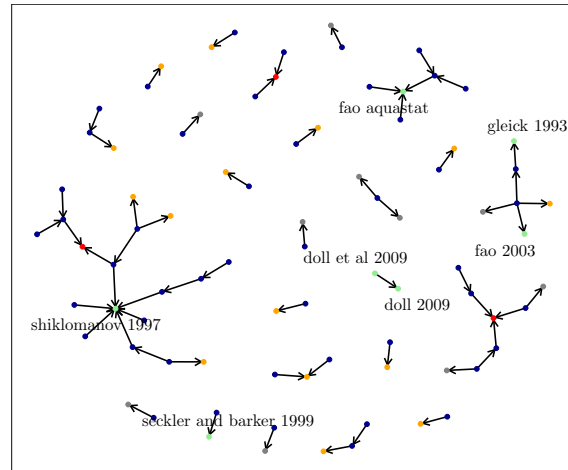 fao aquastat
gleick 1993
fao 2003
doll et al 2009
doll 2009
shiklomanov 1997
seckler and barker 1999